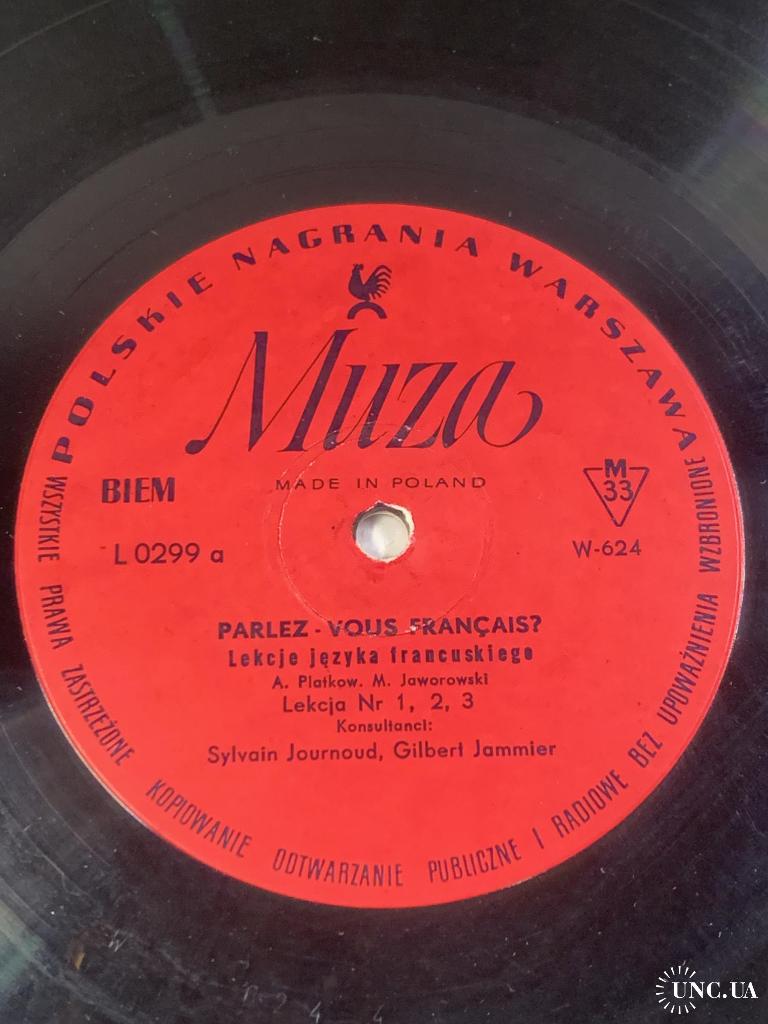 POLSKIE NAGRANIA WARSZAWA
Muza
MADE IN POLAND
BIEM
M
33
L 0299 a
W-624
PARLEZ - VOUS FRANÇAIS?
Lekcje języka francuskiego
A. Platkow. M. Jaworowski
Lekcja Nr 1, 2, 3
Konsultanci:
Sylvain Journoud, Gilbert Jammier
WSZYSTKIE PRAWA ZASTRZEŻONE KOPIOWANIE ODTWARZANIE PUBLICZNE I RADIOWE BEZ UPOWAŻNIENIA WZBRONIONE
UNC.UA